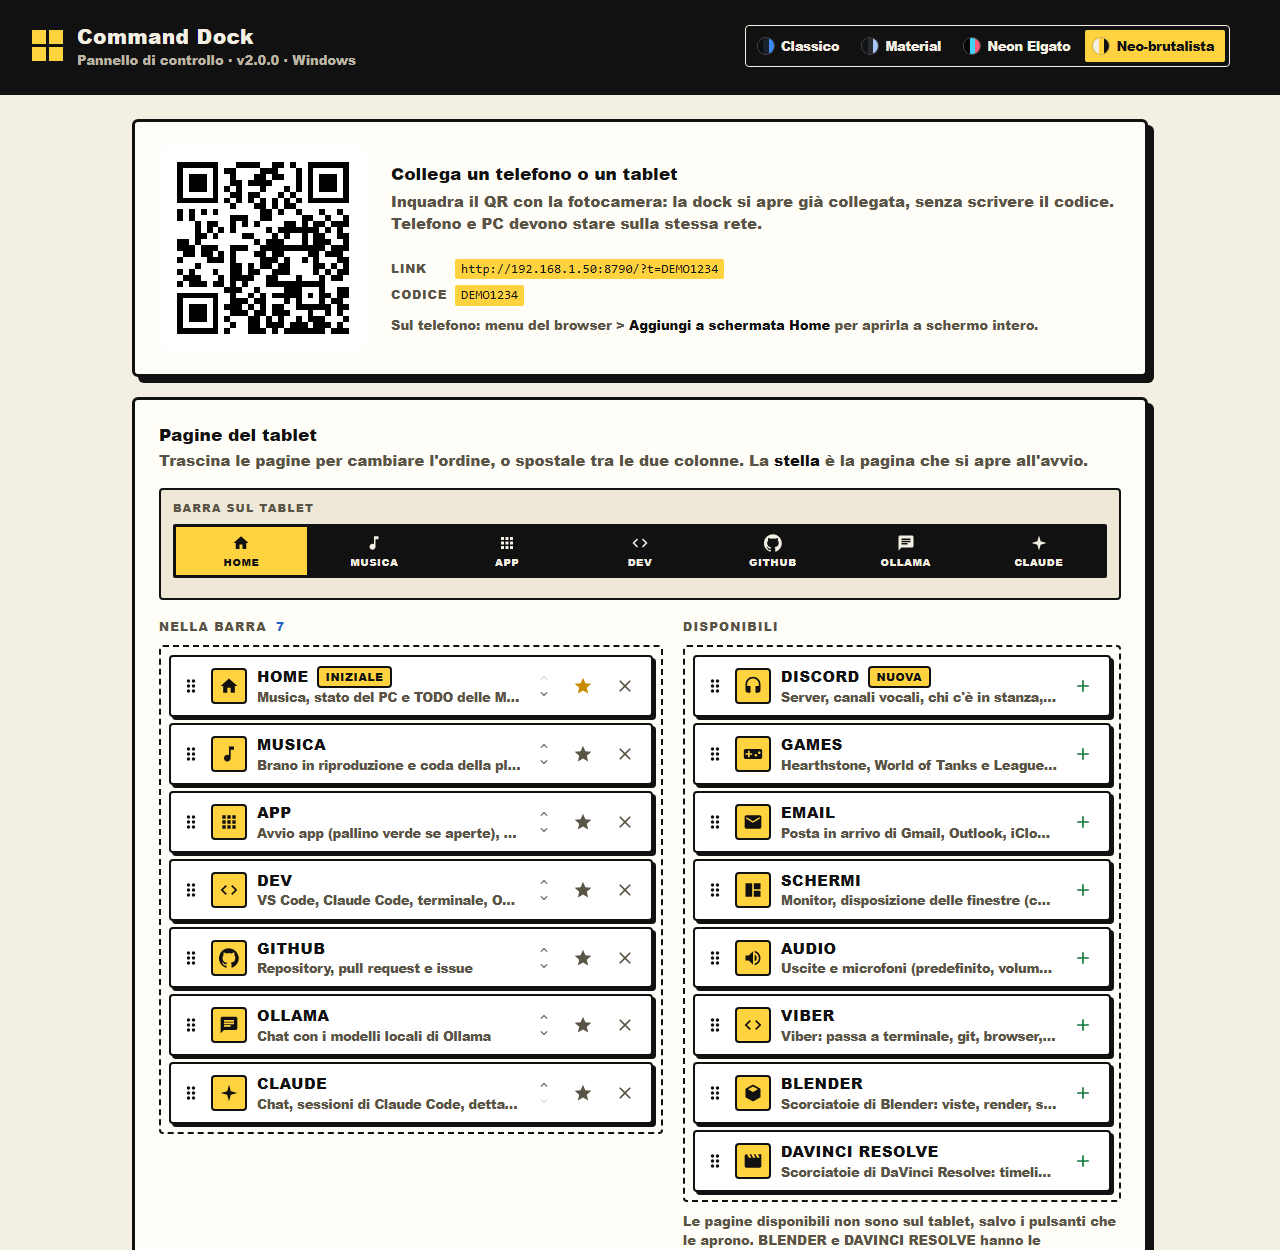 Command Dock
Pannello di controllo · v2.0.0 · Windows
Classico
Material
Neon Elgato
Neo-brutalista
Collega un telefono o un tablet
Inquadra il QR con la fotocamera: la dock si apre già collegata, senza scrivere il codice.
Telefono e PC devono stare sulla stessa rete.
LINK http://192.168.1.50:8790/?t=DEMO1234
CODICE DEMO1234
Sul telefono: menu del browser > Aggiungi a schermata Home per aprirla a schermo intero.
Pagine del tablet
Trascina le pagine per cambiare l'ordine, o spostale tra le due colonne. La stella è la pagina che si apre all'avvio.
BARRA SUL TABLET
HOME
MUSICA
APP
DEV
GITHUB
OLLAMA
CLAUDE
NELLA BARRA 7
HOME INIZIALE
Musica, stato del PC e TODO delle M...
MUSICA
Brano in riproduzione e coda della pl...
APP
Avvio app (pallino verde se aperte), ...
DEV
VS Code, Claude Code, terminale, O...
GITHUB
Repository, pull request e issue
OLLAMA
Chat con i modelli locali di Ollama
CLAUDE
Chat, sessioni di Claude Code, detta...
DISPONIBILI
DISCORD NUOVA
Server, canali vocali, chi c'è in stanza,...
GAMES
Hearthstone, World of Tanks e League...
EMAIL
Posta in arrivo di Gmail, Outlook, iClo...
SCHERMI
Monitor, disposizione delle finestre (c...
AUDIO
Uscite e microfoni (predefinito, volum...
VIBER
Viber: passa a terminale, git, browser,...
BLENDER
Scorciatoie di Blender: viste, render, s...
DAVINCI RESOLVE
Scorciatoie di DaVinci Resolve: timeli...
Le pagine disponibili non sono sul tablet, salvo i pulsanti che
le aprono. BLENDER e DAVINCI RESOLVE hanno le